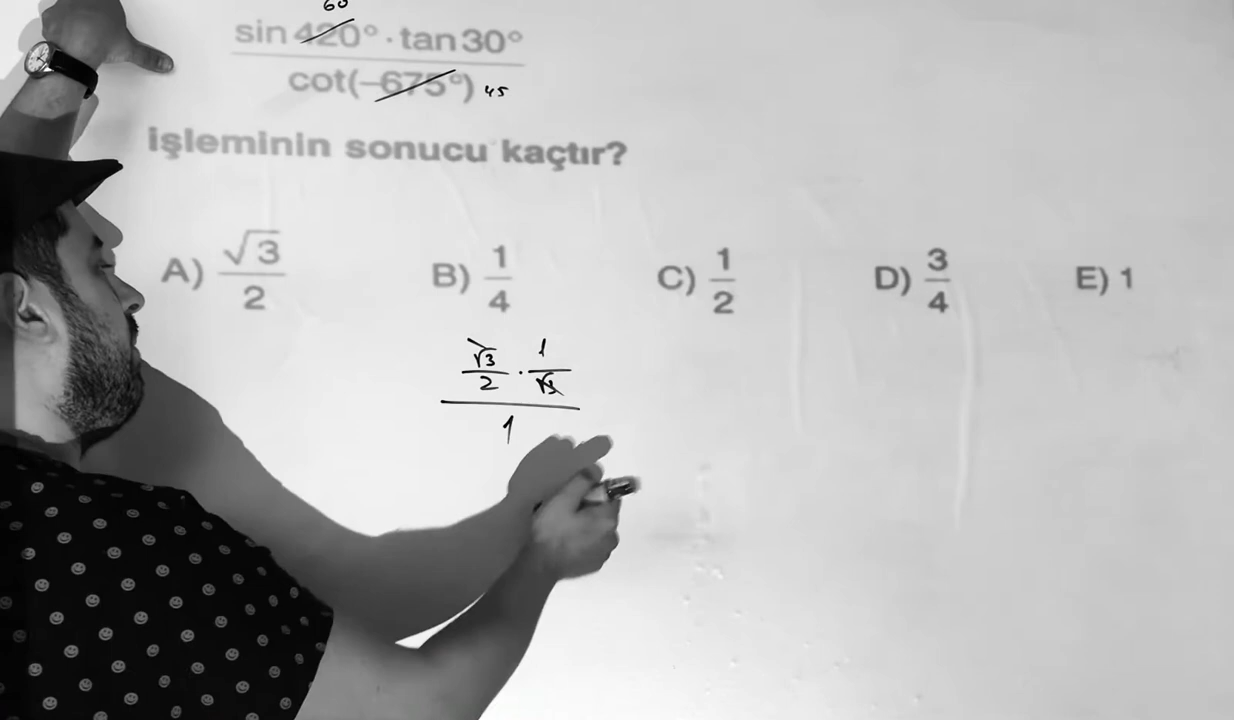 60
sin 420° · tan 30°
cot(−675°) 45
işleminin sonucu kaçtır?
A) √3/2 B) 1/4 C) 1/2 D) 3/4 E) 1
√3/2 · 1/√3
1